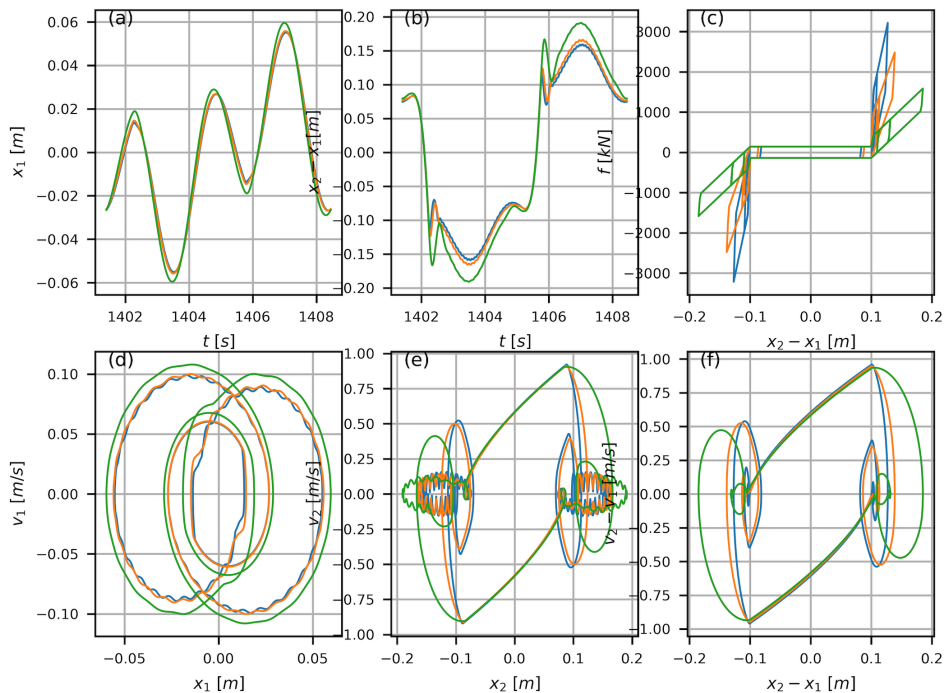 (a)
0.06
0.04
0.02
0.00
−0.02
−0.04
−0.06
x₁ [m]
1402 1404 1406 1408
t [s]
(b)
0.20
0.15
0.10
0.05
0.00
−0.05
−0.10
−0.15
−0.20
x₂ − x₁ [m]
1402 1404 1406 1408
t [s]
(c)
3000
2000
1000
0
−1000
−2000
−3000
f [kN]
−0.2 −0.1 0.0 0.1 0.2
x₂ − x₁ [m]
(d)
0.10
0.05
0.00
−0.05
−0.10
v₁ [m/s]
−0.05 0.00 0.05
x₁ [m]
(e)
1.00
0.75
0.50
0.25
0.00
−0.25
−0.50
−0.75
−1.00
v₂ [m/s]
−0.2 −0.1 0.0 0.1 0.2
x₂ [m]
(f)
1.00
0.75
0.50
0.25
0.00
−0.25
−0.50
−0.75
−1.00
v₂ − v₁ [m/s]
−0.2 −0.1 0.0 0.1 0.2
x₂ − x₁ [m]